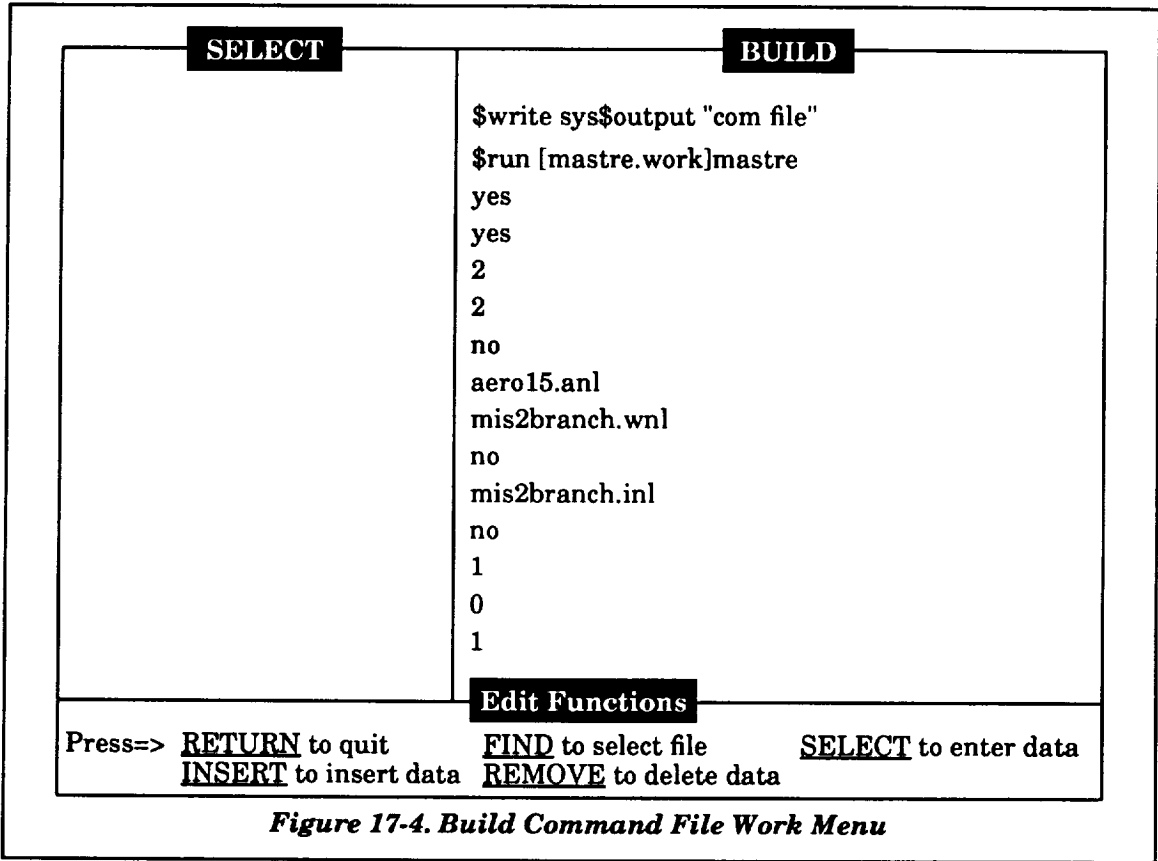 SELECT
BUILD
$write sys$output "com file"
$run [mastre.work]mastre
yes
yes
2
2
no
aero15.anl
mis2branch.wnl
no
mis2branch.inl
no
1
0
1
Edit Functions
Press=> RETURN to quit FIND to select file SELECT to enter data
INSERT to insert data REMOVE to delete data
Figure 17-4. Build Command File Work Menu